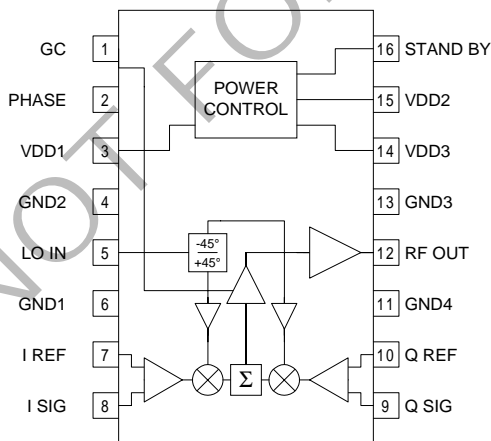 GC 1
PHASE 2
VDD1 3
GND2 4
LO IN 5
GND1 6
I REF 7
I SIG 8
16 STAND BY
15 VDD2
14 VDD3
13 GND3
12 RF OUT
11 GND4
10 Q REF
9 Q SIG
POWER
CONTROL
-45°
+45°
Σ
NOT FO